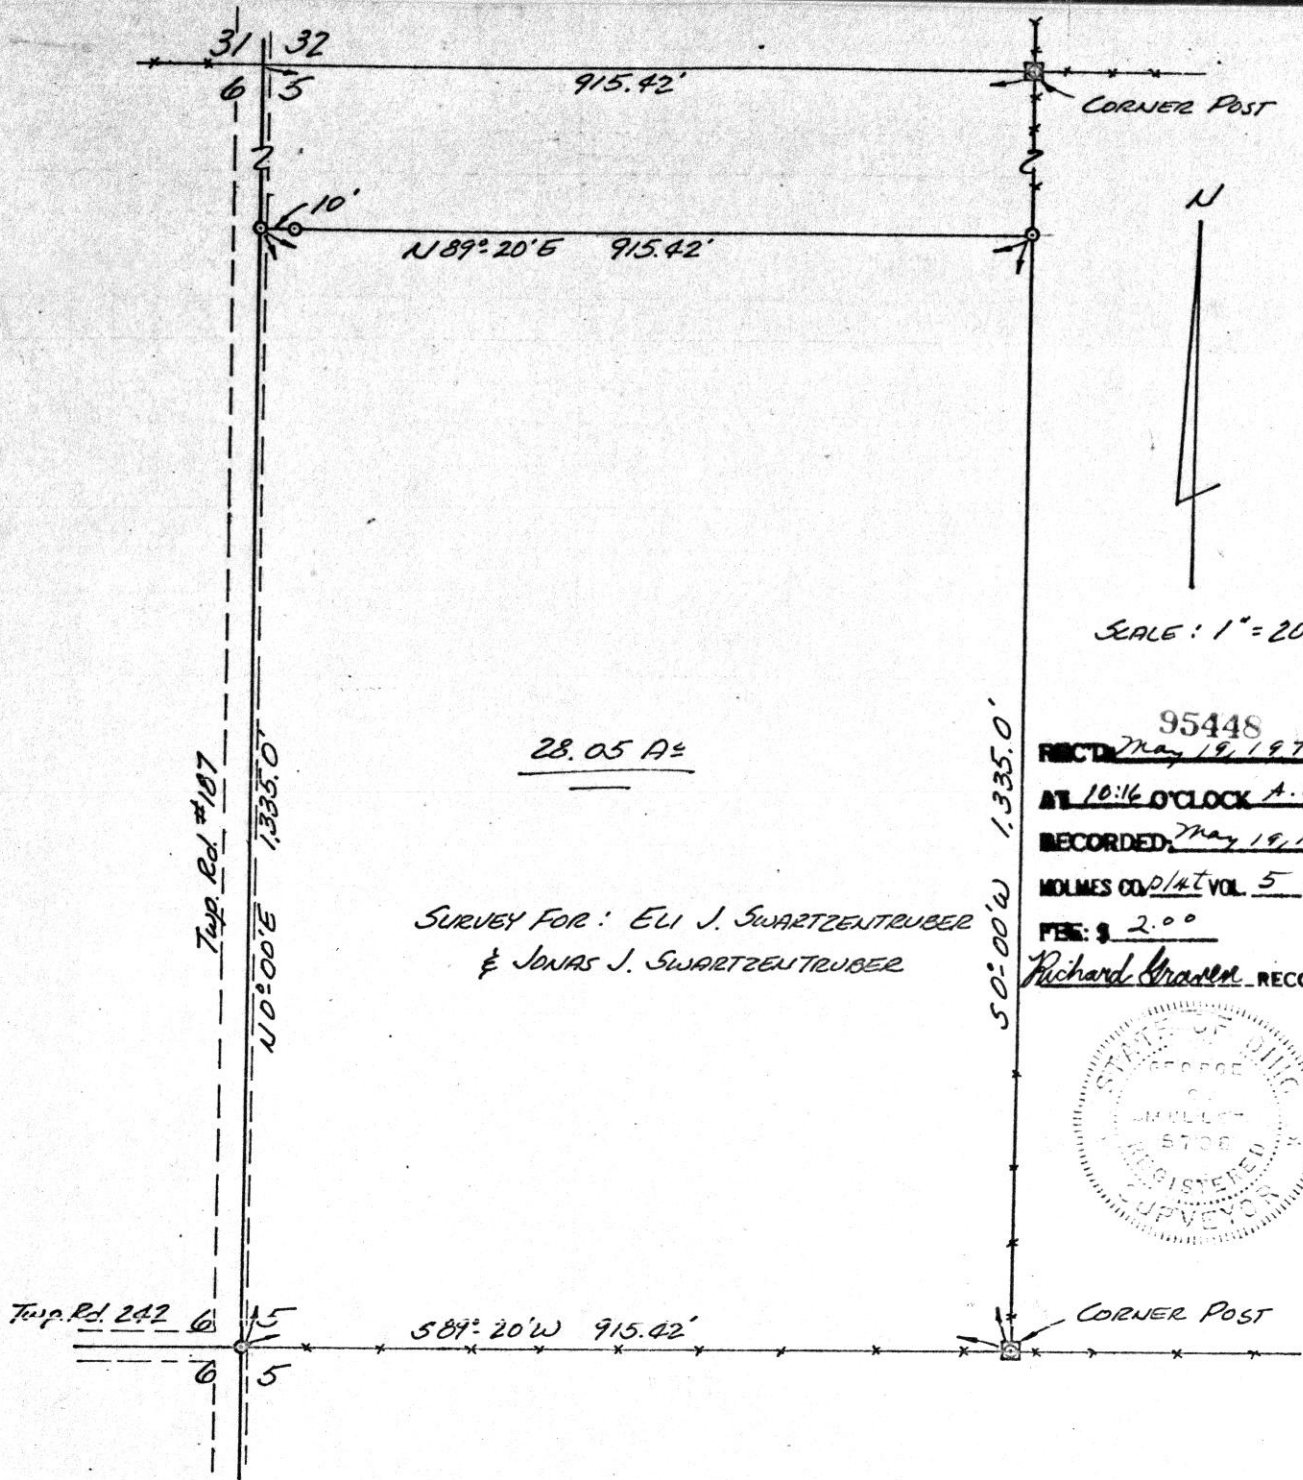 31 32
6 5
915.42'
CORNER POST
10'
N 89° 20' E 915.42'
N
SCALE : 1" = 20
28.05 A±
Twp. Rd. #187
N 0° 00' E 1,335.0'
S 0° 00' W 1,335.0'
SURVEY FOR : ELI J. SWARTZENTRUBER
& JONAS J. SWARTZENTRUBER
95448
REC'D May 19, 197
AT 10:16 O'CLOCK A.
RECORDED May 19, 1
HOLMES CO. plat VOL. 5
FEE: $ 2.00
Richard Graven RECO
STATE OF OHIO
GEORGE
REGISTERED
SURVEYOR
Twp. Rd. 242
6 5
S 89° 20' W 915.42'
CORNER POST
6 5